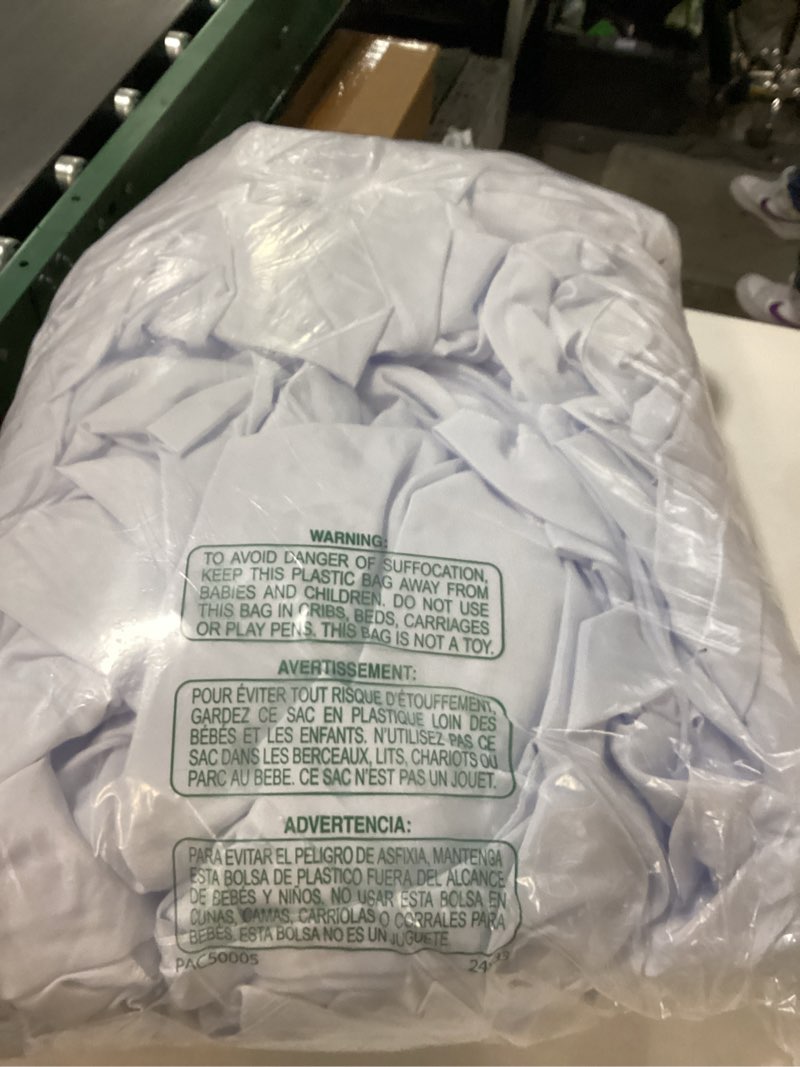 WARNING:
TO AVOID DANGER OF SUFFOCATION,
KEEP THIS PLASTIC BAG AWAY FROM
BABIES AND CHILDREN. DO NOT USE
THIS BAG IN CRIBS, BEDS, CARRIAGES
OR PLAY PENS. THIS BAG IS NOT A TOY.
AVERTISSEMENT:
POUR ÉVITER TOUT RISQUE D'ÉTOUFFEMENT,
GARDEZ CE SAC EN PLASTIQUE LOIN DES
BÉBÉS ET LES ENFANTS. N'UTILISEZ PAS CE
SAC DANS LES BERCEAUX, LITS, CHARIOTS OU
PARC AU BEBE. CE SAC N'EST PAS UN JOUET.
ADVERTENCIA:
PARA EVITAR EL PELIGRO DE ASFIXIA, MANTENGA
ESTA BOLSA DE PLASTICO FUERA DEL ALCANCE
DE BEBÉS Y NIÑOS. NO USAR ESTA BOLSA EN
CUNAS, CAMAS, CARRIOLAS O CORRALES PARA
BEBES. ESTA BOLSA NO ES UN JUGUETE.
PAC50005